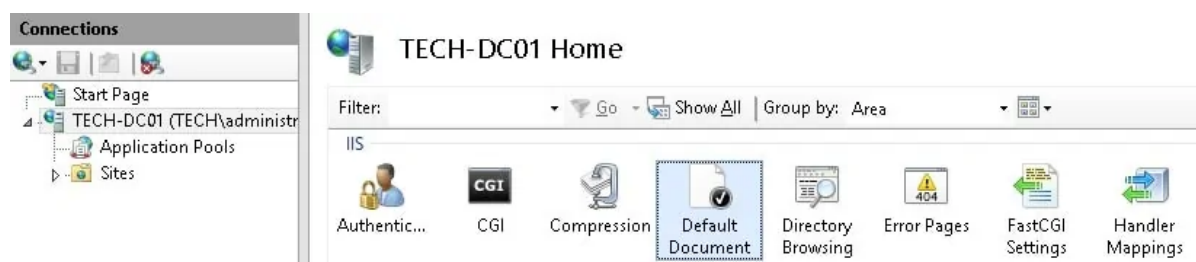 Connections
TECH-DC01 Home
Start Page
TECH-DC01 (TECH\administr
Application Pools
Sites
Filter:
Go
Show All
Group by: Area
IIS
CGI
404
Authentic...
CGI
Compression
Default
Document
Directory
Browsing
Error Pages
FastCGI
Settings
Handler
Mappings